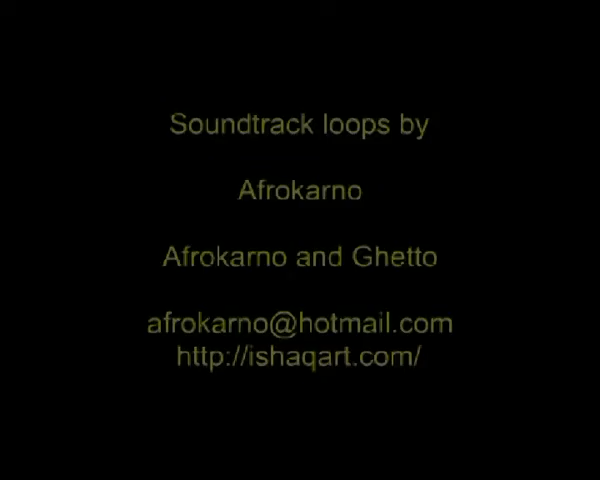 Soundtrack loops by
Afrokarno
Afrokarno and Ghetto
afrokarno@hotmail.com
http://ishaqart.com/